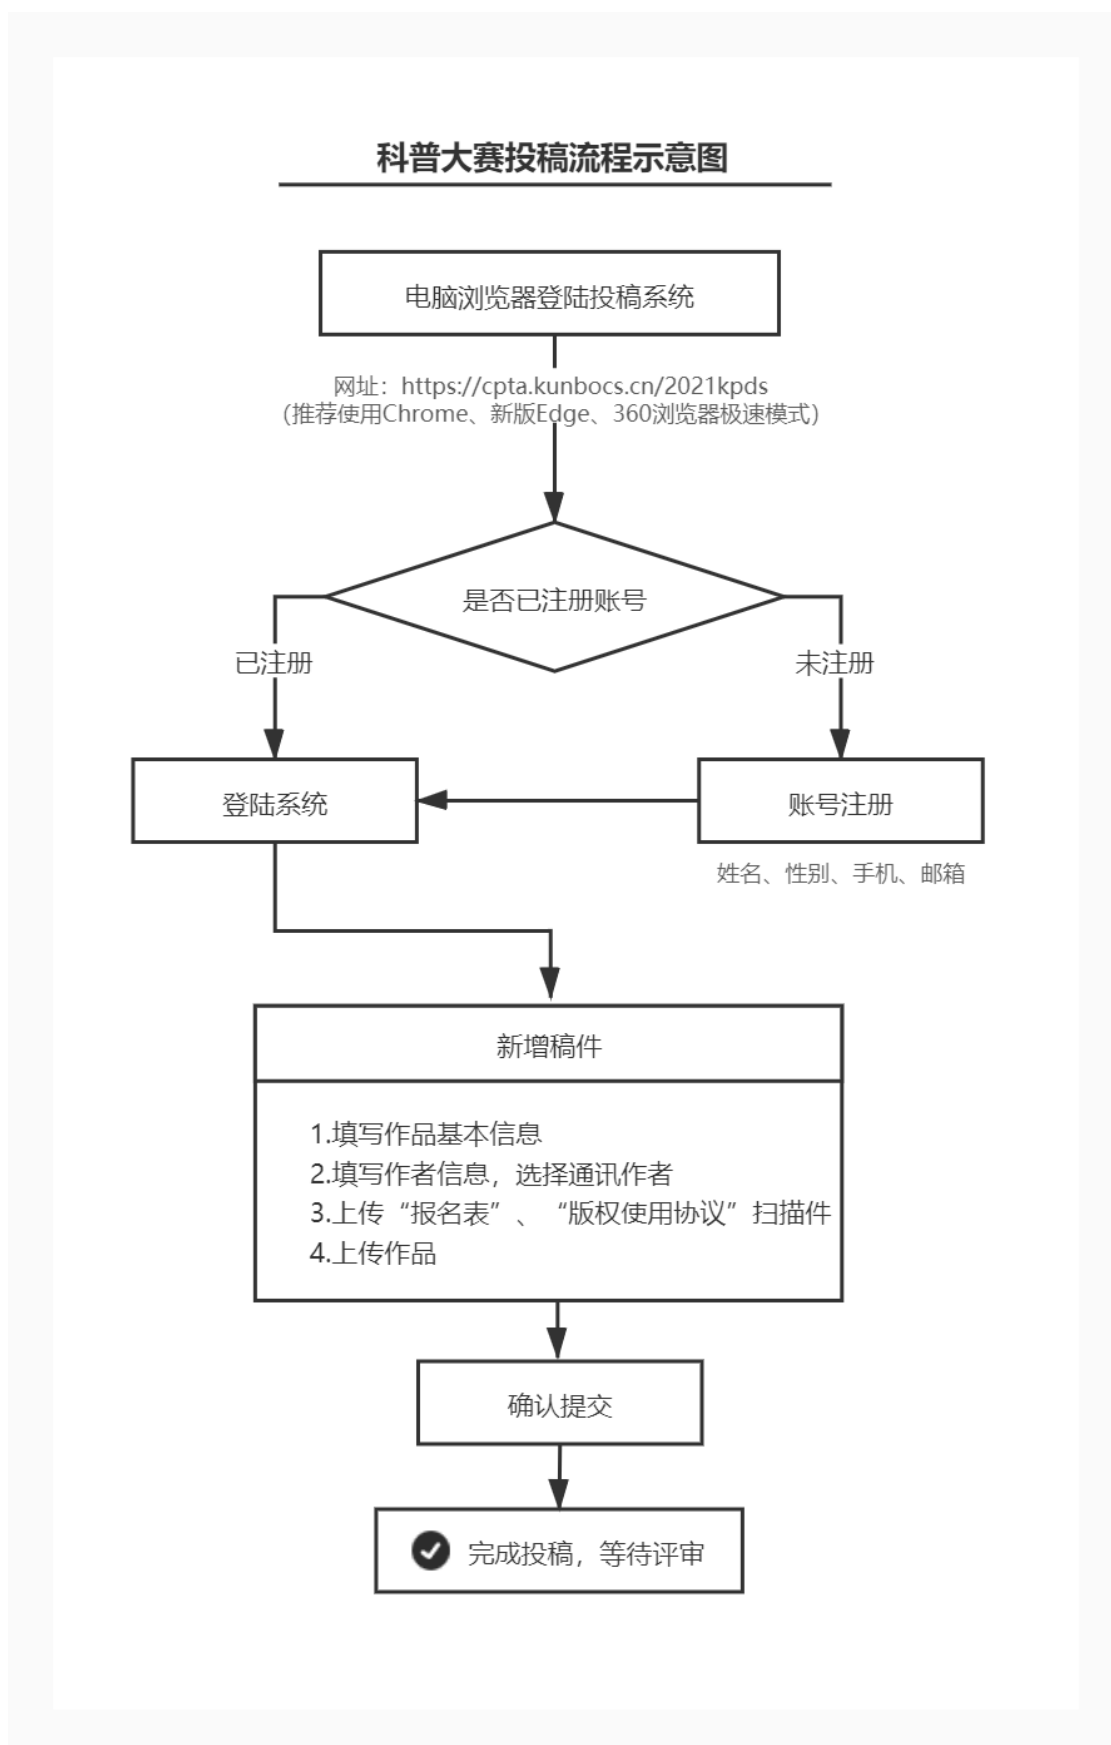 科普大赛投稿流程示意图
电脑浏览器登陆投稿系统
网址：https://cpta.kunbocs.cn/2021kpds
（推荐使用Chrome、新版Edge、360浏览器极速模式）
是否已注册账号
已注册
未注册
登陆系统
账号注册
姓名、性别、手机、邮箱
新增稿件
1.填写作品基本信息
2.填写作者信息，选择通讯作者
3.上传“报名表”、“版权使用协议”扫描件
4.上传作品
确认提交
完成投稿，等待评审